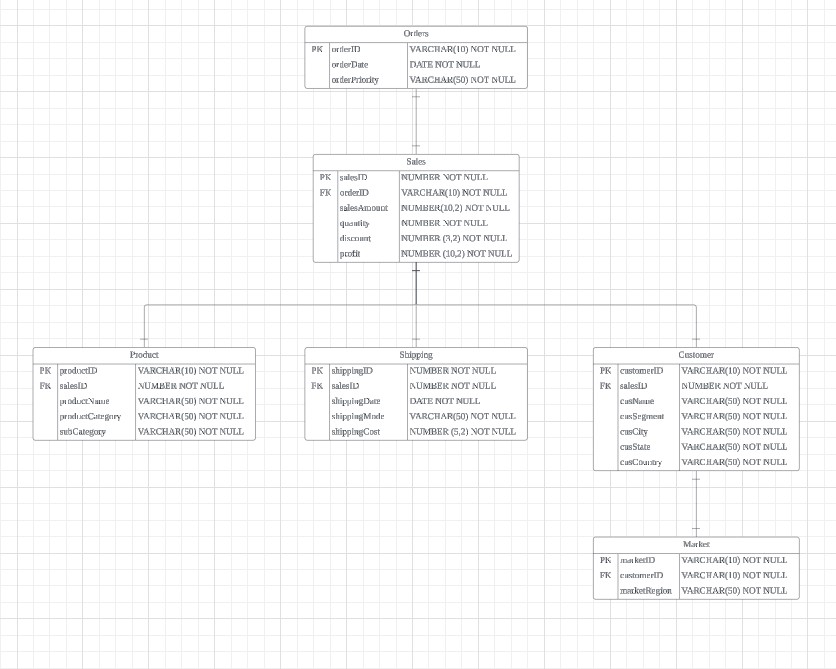 Orders
PK orderID VARCHAR(10) NOT NULL
orderDate DATE NOT NULL
orderPriority VARCHAR(50) NOT NULL
Sales
PK salesID NUMBER NOT NULL
FK orderID VARCHAR(10) NOT NULL
salesAmount NUMBER(10,2) NOT NULL
quantity NUMBER NOT NULL
discount NUMBER (3,2) NOT NULL
profit NUMBER (10,2) NOT NULL
Product
PK productID VARCHAR(10) NOT NULL
FK salesID NUMBER NOT NULL
productName VARCHAR(50) NOT NULL
productCategory VARCHAR(50) NOT NULL
subCategory VARCHAR(50) NOT NULL
Shipping
PK shippingID NUMBER NOT NULL
FK salesID NUMBER NOT NULL
shippingDate DATE NOT NULL
shippingMode VARCHAR(50) NOT NULL
shippingCost NUMBER (5,2) NOT NULL
Customer
PK customerID VARCHAR(10) NOT NULL
FK salesID NUMBER NOT NULL
cusName VARCHAR(50) NOT NULL
cusSegment VARCHAR(50) NOT NULL
cusCity VARCHAR(50) NOT NULL
cusState VARCHAR(50) NOT NULL
cusCountry VARCHAR(50) NOT NULL
Market
PK marketID VARCHAR(10) NOT NULL
FK customerID VARCHAR(10) NOT NULL
marketRegion VARCHAR(50) NOT NULL